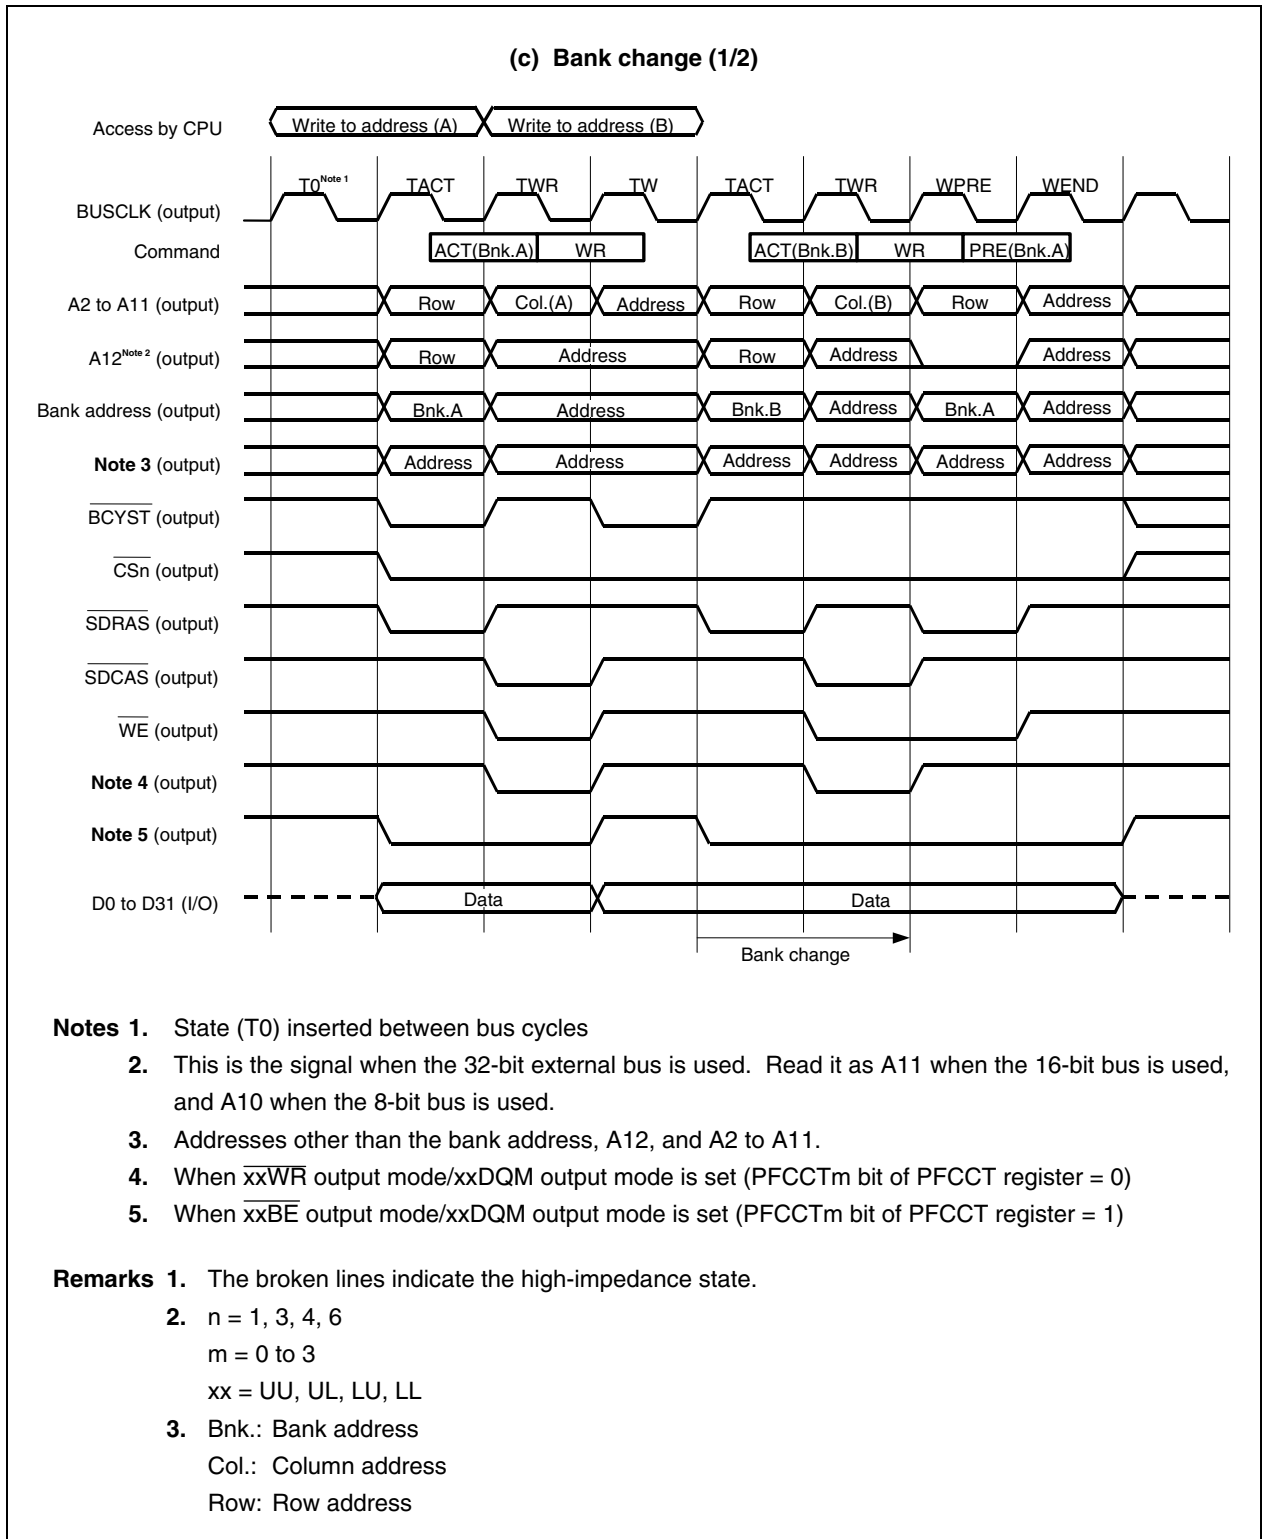 (c) Bank change (1/2)
Access by CPU
Write to address (A) Write to address (B)
T0Note 1 TACT TWR TW TACT TWR WPRE WEND
BUSCLK (output)
Command ACT(Bnk.A) WR ACT(Bnk.B) WR PRE(Bnk.A)
A2 to A11 (output) Row Col.(A) Address Row Col.(B) Row Address
A12Note 2 (output) Row Address Row Address Address
Bank address (output) Bnk.A Address Bnk.B Address Bnk.A Address
Note 3 (output) Address Address Address Address Address Address
BCYST (output)
CSn (output)
SDRAS (output)
SDCAS (output)
WE (output)
Note 4 (output)
Note 5 (output)
D0 to D31 (I/O) Data Data
Bank change
Notes 1. State (T0) inserted between bus cycles
2. This is the signal when the 32-bit external bus is used. Read it as A11 when the 16-bit bus is used,
and A10 when the 8-bit bus is used.
3. Addresses other than the bank address, A12, and A2 to A11.
4. When xxWR output mode/xxDQM output mode is set (PFCCTm bit of PFCCT register = 0)
5. When xxBE output mode/xxDQM output mode is set (PFCCTm bit of PFCCT register = 1)
Remarks 1. The broken lines indicate the high-impedance state.
2. n = 1, 3, 4, 6
m = 0 to 3
xx = UU, UL, LU, LL
3. Bnk.: Bank address
Col.: Column address
Row: Row address